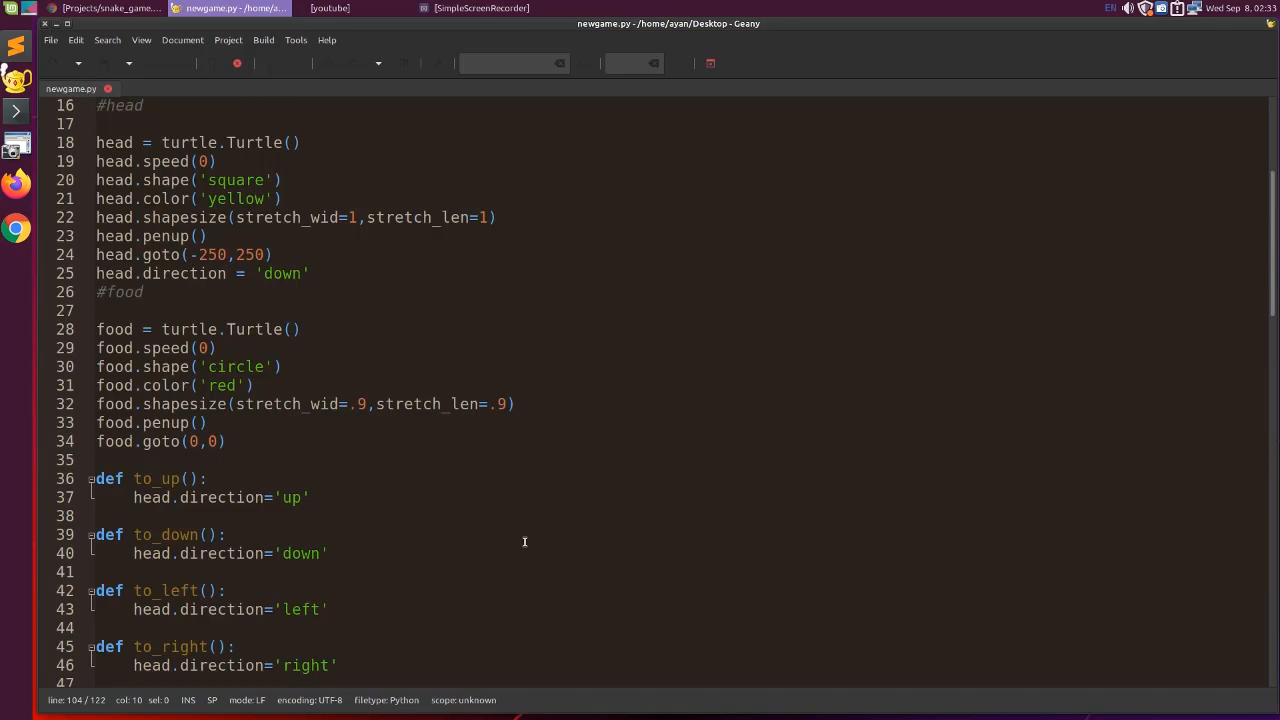 [Projects/snake_game....
newgame.py - /home/a...
[youtube]
[SimpleScreenRecorder]
EN
Wed Sep 8, 02:33
newgame.py - /home/ayan/Desktop - Geany
File Edit Search View Document Project Build Tools Help
newgame.py
16 #head
17
18 head = turtle.Turtle()
19 head.speed(0)
20 head.shape('square')
21 head.color('yellow')
22 head.shapesize(stretch_wid=1,stretch_len=1)
23 head.penup()
24 head.goto(-250,250)
25 head.direction = 'down'
26 #food
27
28 food = turtle.Turtle()
29 food.speed(0)
30 food.shape('circle')
31 food.color('red')
32 food.shapesize(stretch_wid=.9,stretch_len=.9)
33 food.penup()
34 food.goto(0,0)
35
36 def to_up():
37 head.direction='up'
38
39 def to_down():
40 head.direction='down'
41
42 def to_left():
43 head.direction='left'
44
45 def to_right():
46 head.direction='right'
47
line: 104 / 122 col: 10 sel: 0 INS SP mode: LF encoding: UTF-8 filetype: Python scope: unknown